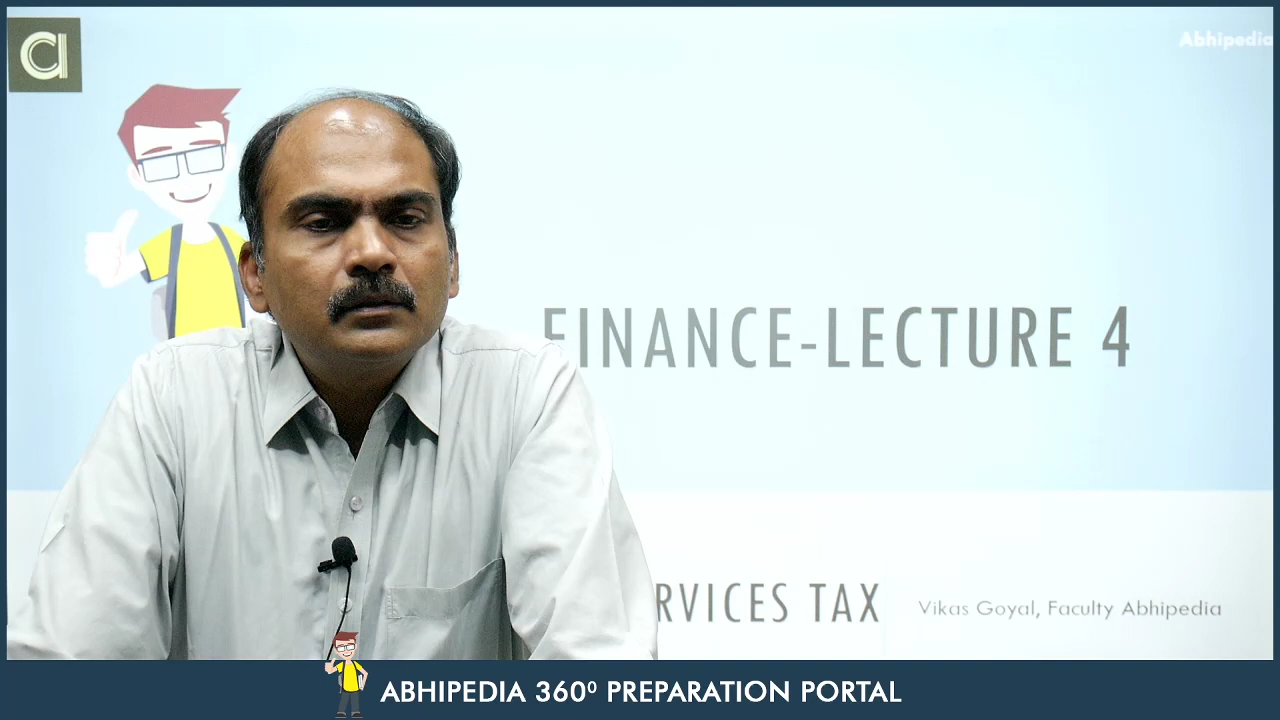 Abhipedia
FINANCE-LECTURE 4
RVICES TAX
Vikas Goyal, Faculty Abhipedia
ABHIPEDIA 360⁰ PREPARATION PORTAL